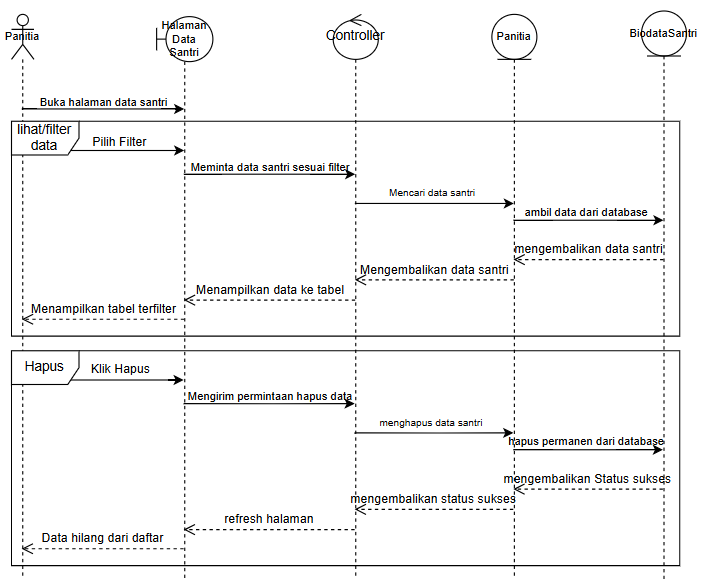 Panitia
Halaman
Data
Santri
Controller
Panitia
BiodataSantri
Buka halaman data santri
lihat/filter
data
Pilih Filter
Meminta data santri sesuai filter
Mencari data santri
ambil data dari database
mengembalikan data santri
Mengembalikan data santri
Menampilkan data ke tabel
Menampilkan tabel terfilter
Hapus
Klik Hapus
Mengirim permintaan hapus data
menghapus data santri
hapus permanen dari database
mengembalikan Status sukses
mengembalikan status sukses
refresh halaman
Data hilang dari daftar